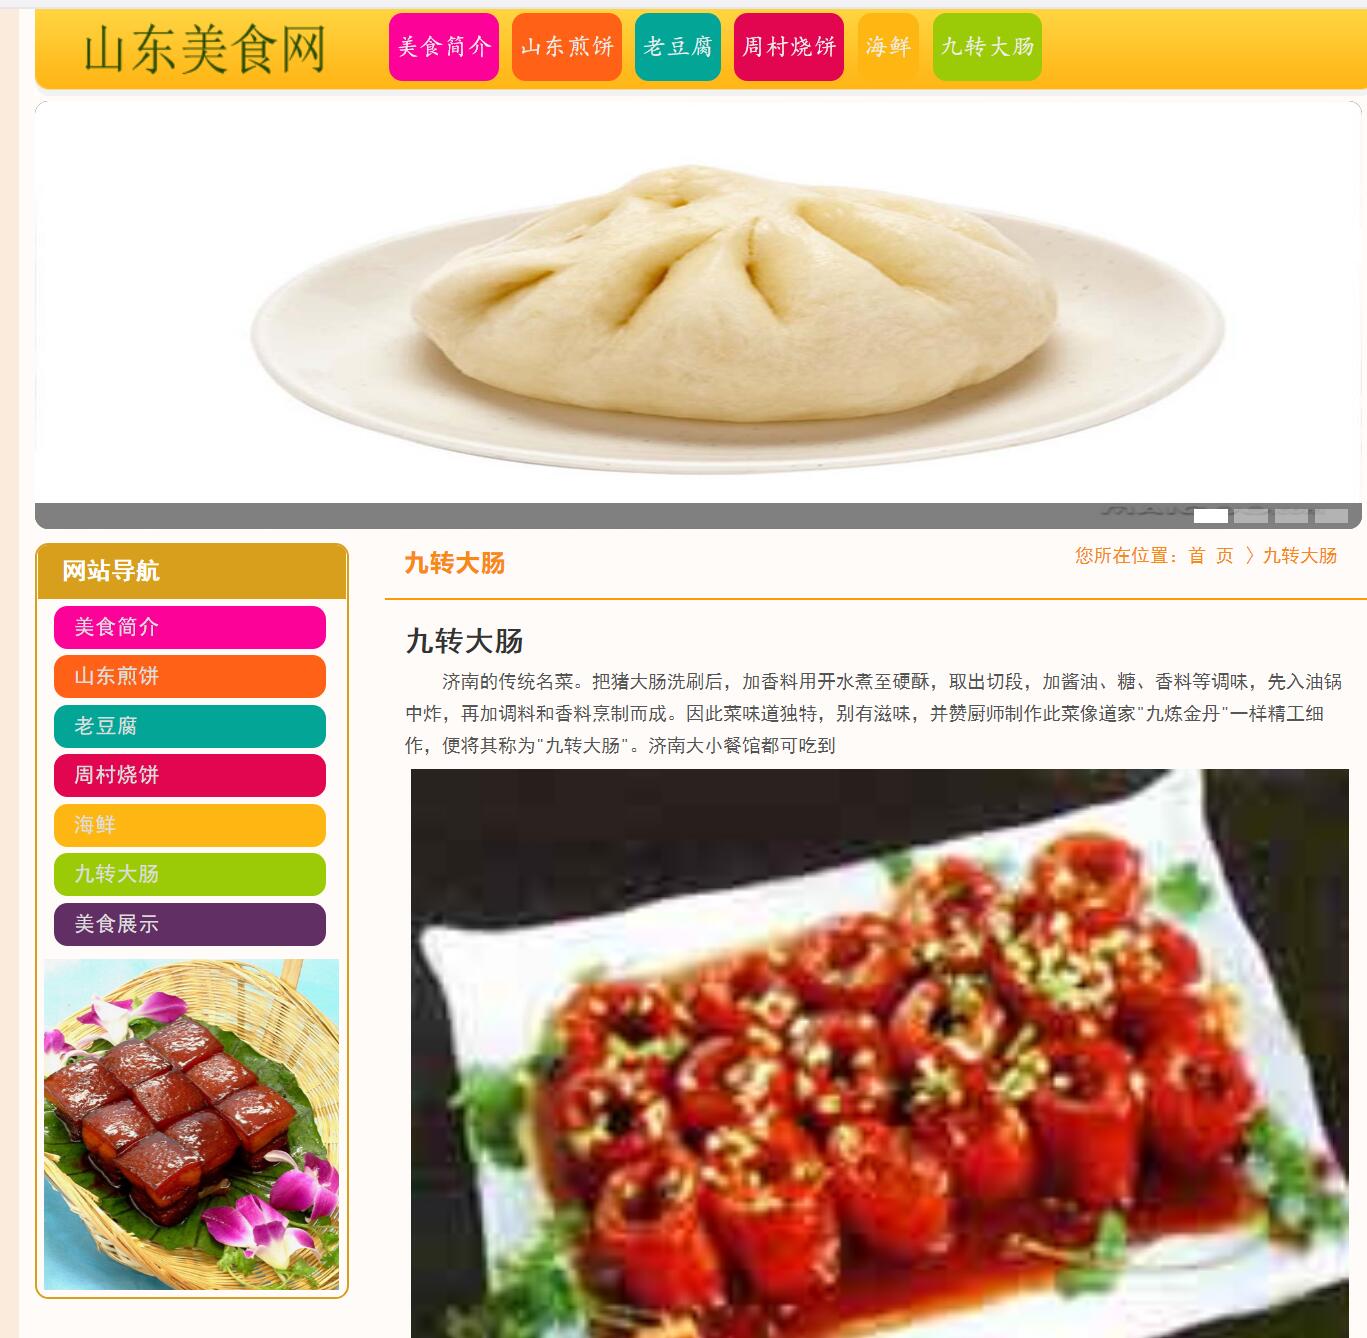 山东美食网
美食简介 山东煎饼 老豆腐 周村烧饼 海鲜 九转大肠
网站导航
美食简介
山东煎饼
老豆腐
周村烧饼
海鲜
九转大肠
美食展示
九转大肠
您所在位置：首 页 〉九转大肠
九转大肠
济南的传统名菜。把猪大肠洗刷后，加香料用开水煮至硬酥，取出切段，加酱油、糖、香料等调味，先入油锅
中炸，再加调料和香料烹制而成。因此菜味道独特，别有滋味，并赞厨师制作此菜像道家"九炼金丹"一样精工细
作，便将其称为"九转大肠"。济南大小餐馆都可吃到